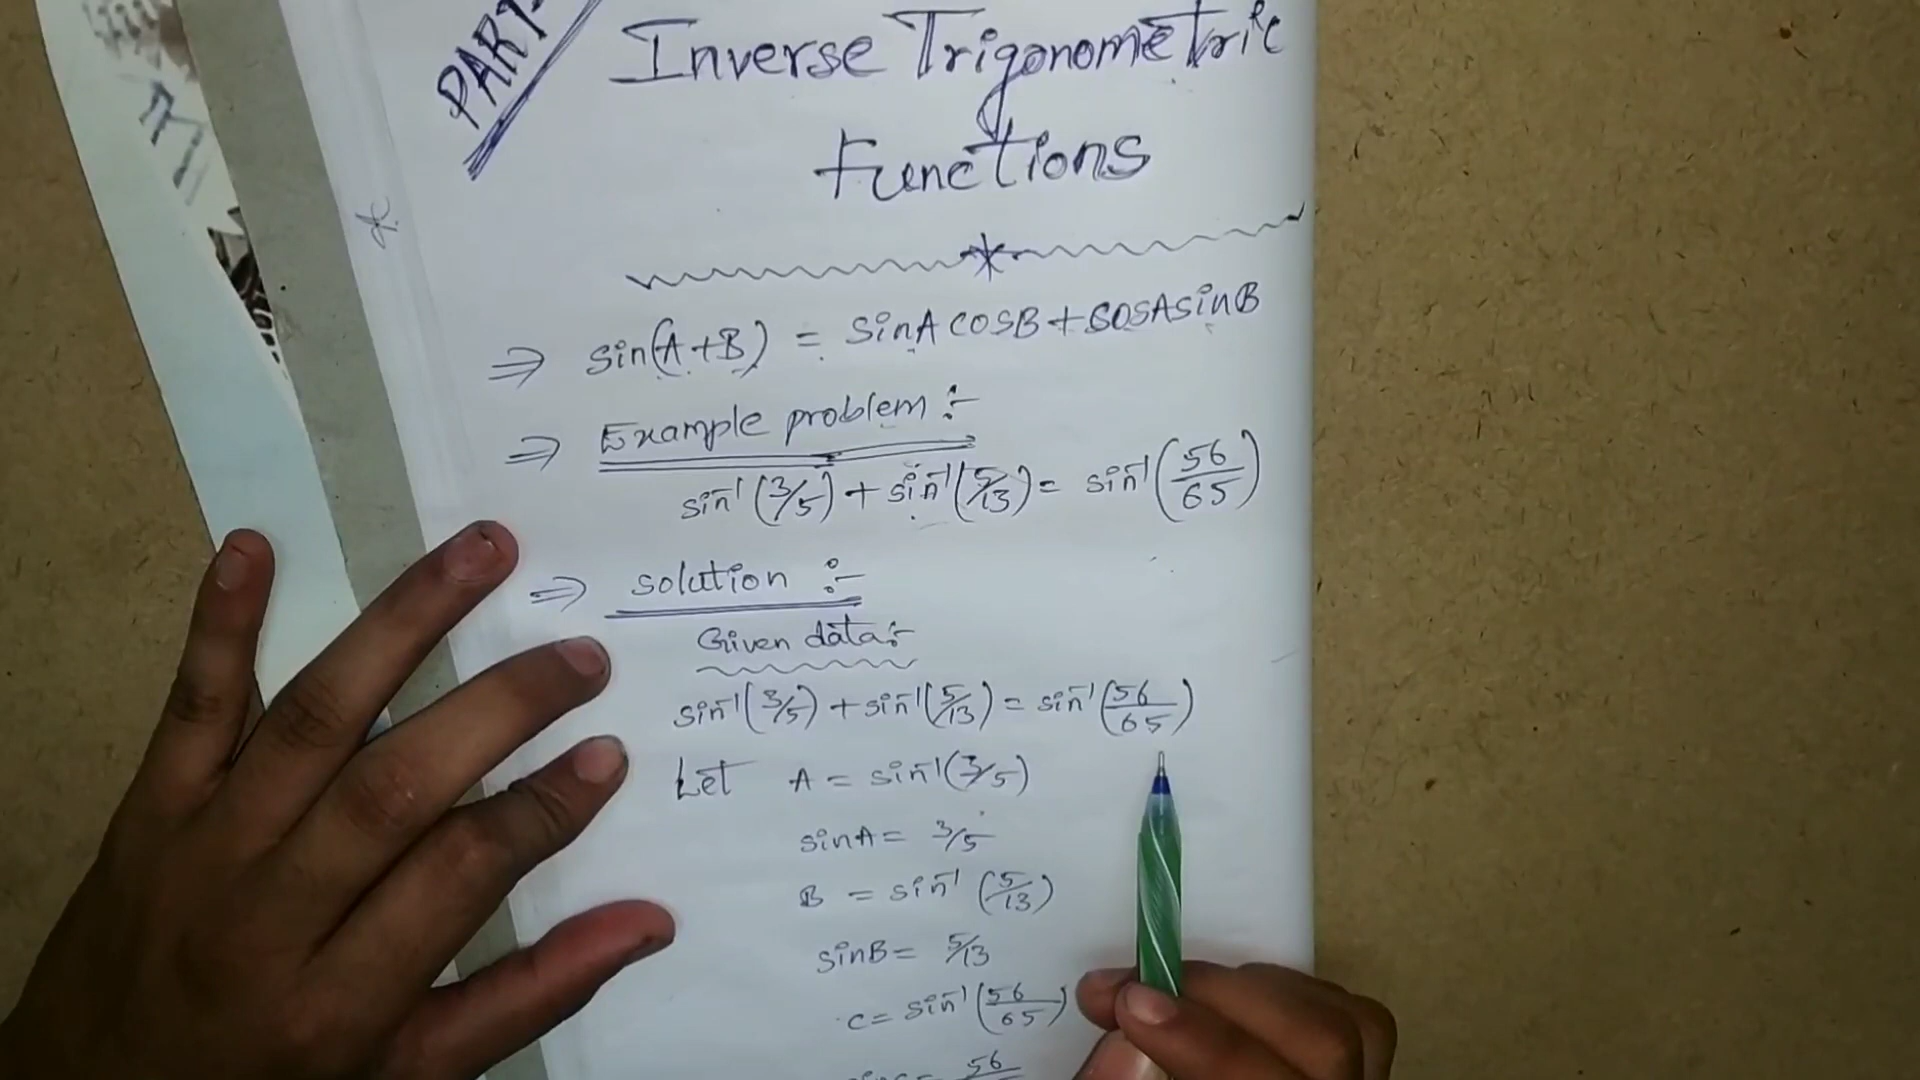 PART-
Inverse Trigonometric
Functions
⇒ sin(A+B) = sinA cosB + cosA sinB
⇒ Example problem :-
sin⁻¹(3/5) + sin⁻¹(5/13) = sin⁻¹(56/65)
⇒ solution :-
Given data:-
sin⁻¹(3/5) + sin⁻¹(5/13) = sin⁻¹(56/65)
Let A = sin⁻¹(3/5)
sinA = 3/5
B = sin⁻¹(5/13)
sinB = 5/13
C = sin⁻¹(56/65)
56